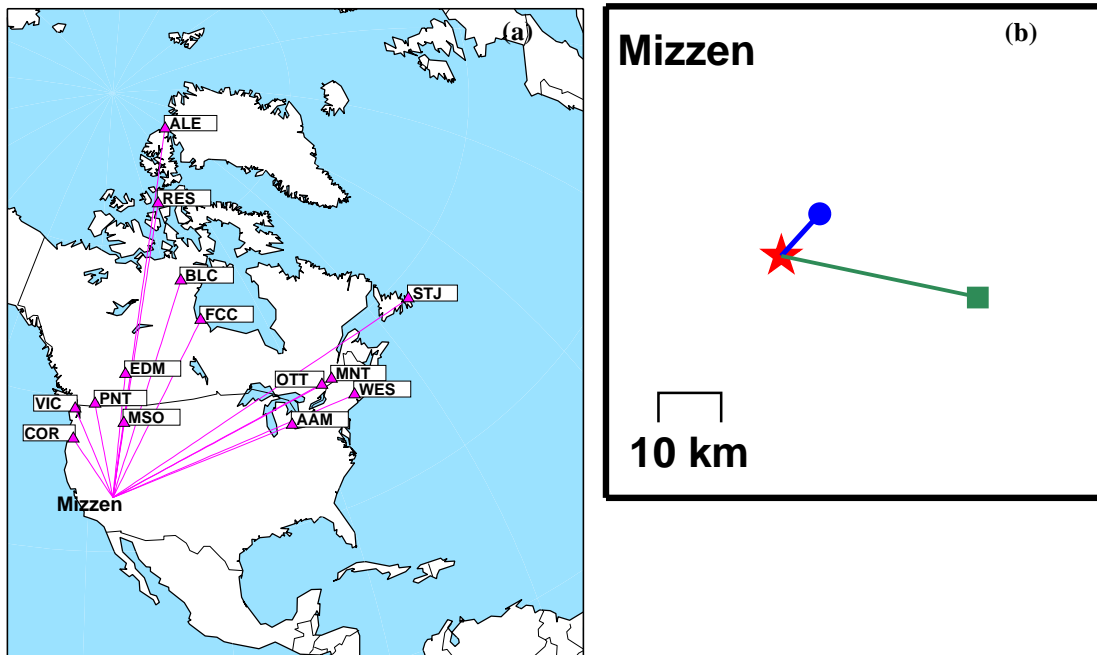 (a)
ALE
RES
BLC
STJ
FCC
EDM
OTT
MNT
WES
VIC
PNT
MSO
AAM
COR
Mizzen
Mizzen
(b)
10 km